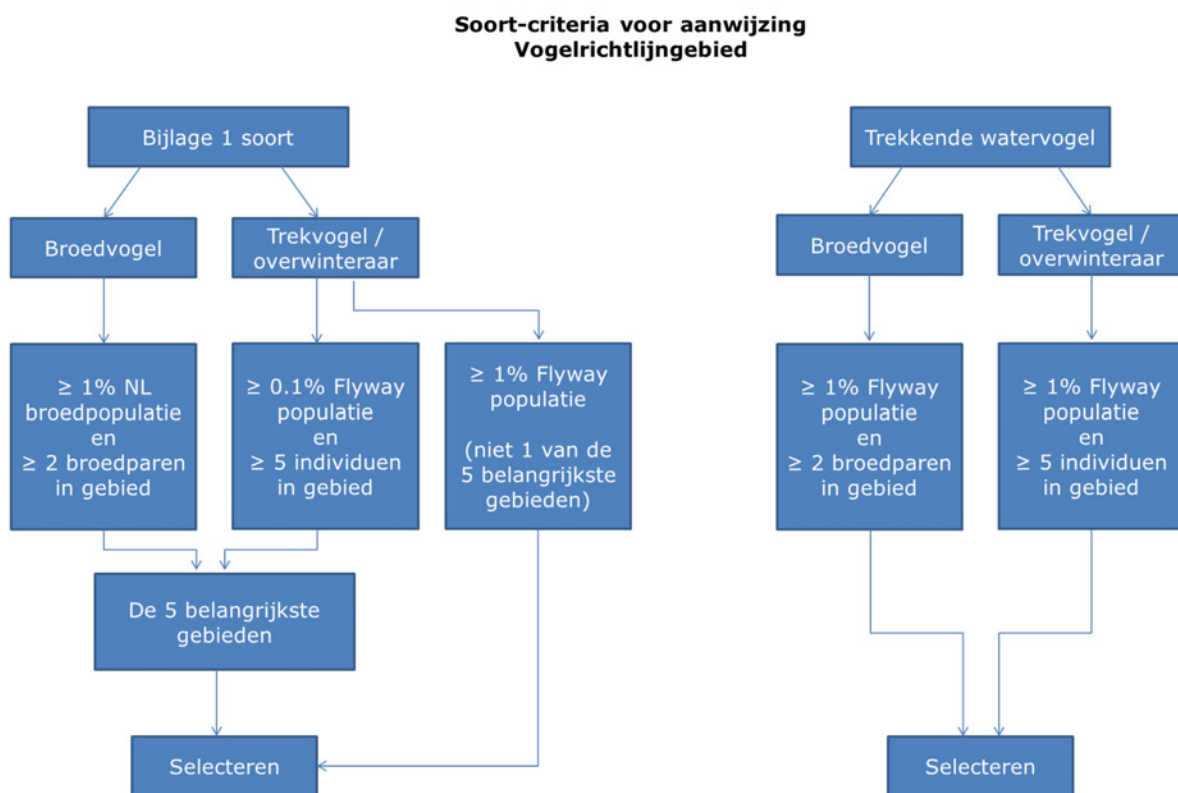 Soort-criteria voor aanwijzing
Vogelrichtlijngebied
Bijlage 1 soort
Broedvogel
Trekvogel /
overwinteraar
≥ 1% NL
broedpopulatie
en
≥ 2 broedparen
in gebied
≥ 0.1% Flyway
populatie
en
≥ 5 individuen
in gebied
≥ 1% Flyway
populatie
(niet 1 van de
5 belangrijkste
gebieden)
De 5 belangrijkste
gebieden
Selecteren
Trekkende watervogel
Broedvogel
Trekvogel /
overwinteraar
≥ 1% Flyway
populatie
en
≥ 2 broedparen
in gebied
≥ 1% Flyway
populatie
en
≥ 5 individuen
in gebied
Selecteren